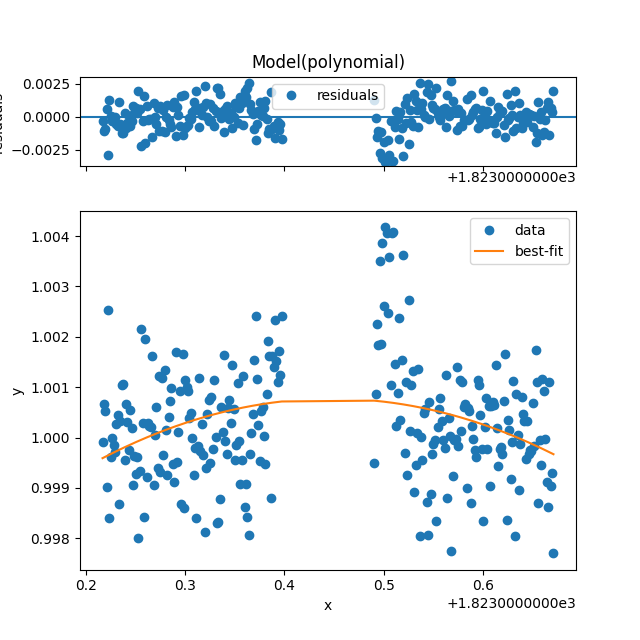 Model(polynomial)
0.0025
0.0000
−0.0025
residuals
+1.8230000000e3
1.004
1.003
1.002
1.001
1.000
0.999
0.998
y
data
best-fit
0.2 0.3 0.4 0.5 0.6
x
+1.8230000000e3